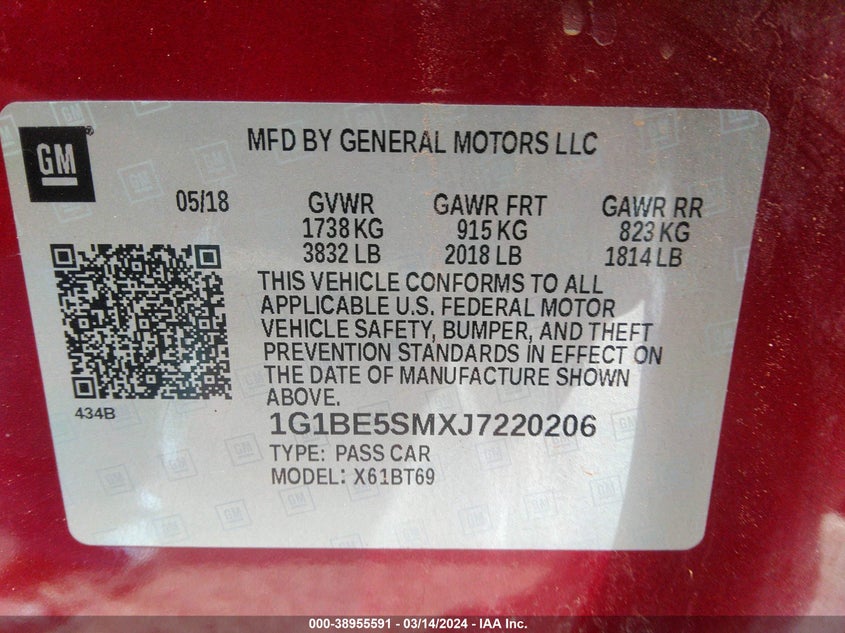 GM
MFD BY GENERAL MOTORS LLC
05/18 GVWR GAWR FRT GAWR RR
1738 KG 915 KG 823 KG
3832 LB 2018 LB 1814 LB
THIS VEHICLE CONFORMS TO ALL
APPLICABLE U.S. FEDERAL MOTOR
VEHICLE SAFETY, BUMPER, AND THEFT
PREVENTION STANDARDS IN EFFECT ON
THE DATE OF MANUFACTURE SHOWN
ABOVE.
434B
1G1BE5SMXJ7220206
TYPE: PASS CAR
MODEL: X61BT69
000-38955591 - 03/14/2024 - IAA Inc.